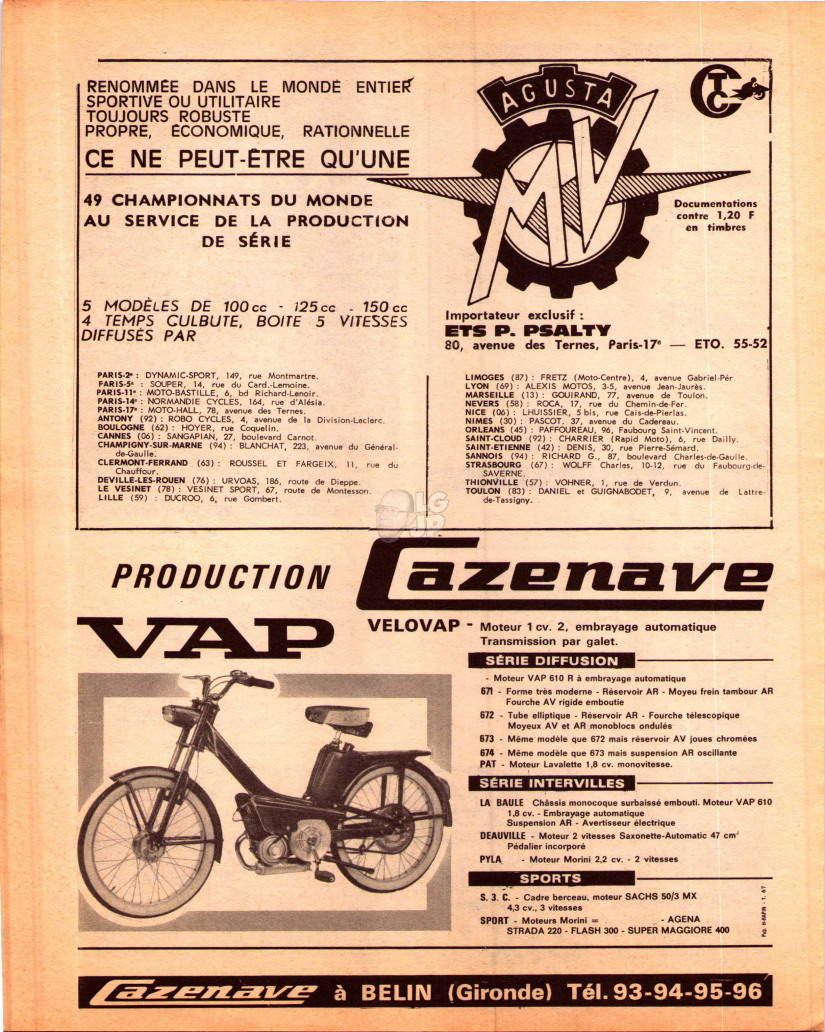 RENOMMÉE DANS LE MONDE ENTIER
SPORTIVE OU UTILITAIRE
TOUJOURS ROBUSTE
PROPRE, ÉCONOMIQUE, RATIONNELLE
CE NE PEUT-ÊTRE QU'UNE
49 CHAMPIONNATS DU MONDE
AU SERVICE DE LA PRODUCTION
DE SÉRIE
5 MODÈLES DE 100 cc - 125 cc - 150 cc
4 TEMPS CULBUTE, BOITE 5 VITESSES
DIFFUSÉS PAR
AGUSTA
MV
CTC
Documentations
contre 1,20 F
en timbres
Importateur exclusif :
ETS P. PSALTY
80, avenue des Ternes, Paris-17e — ETO. 55-52
PARIS-2e : DYNAMIC-SPORT, 149, rue Montmartre.
PARIS-5e : SOUPER, 14, rue du Card.-Lemoine.
PARIS-11e : MOTO-BASTILLE, 6, bd Richard-Lenoir.
PARIS-14e : NORMANDIE CYCLES, 164, rue d'Alésia.
PARIS-17e : MOTO-HALL, 78, avenue des Ternes.
ANTONY (92) : ROBO CYCLES, 4, avenue de la Division-Leclerc.
BOULOGNE (62) : HOYER, rue Coquelin.
CANNES (06) : SANGAPIAN, 27, boulevard Carnot.
CHAMPIGNY-SUR-MARNE (94) : BLANCHAT, 223, avenue du Général-
de-Gaulle.
CLERMONT-FERRAND (63) : ROUSSEL ET FARGEIX, 11, rue du
Chauffour.
DEVILLE-LES-ROUEN (76) : URVOAS, 186, route de Dieppe.
LE VESINET (78) : VESINET SPORT, 67, route de Montesson.
LILLE (59) : DUCROO, 6, rue Gombert.
LIMOGES (87) : FRETZ (Moto-Centre), 4, avenue Gabriel-Pér
LYON (69) : ALEXIS MOTOS, 3-5, avenue Jean-Jaurès.
MARSEILLE (13) : GOUIRAND, 77, avenue de Toulon.
NEVERS (58) : ROCA, 17, rue du Chemin-de-Fer.
NICE (06) : LHUISSIER, 5 bis, rue Cais-de-Pierlas.
NIMES (30) : PASCOT, 37, avenue du Cadereau.
ORLEANS (45) : PAFFOUREAU, 96, Faubourg Saint-Vincent.
SAINT-CLOUD (92) : CHARRIER (Rapid Moto), 6, rue Dailly.
SAINT-ETIENNE (42) : DENIS, 30, rue Pierre-Sémard.
SANNOIS (94) : RICHARD G., 87, boulevard Charles-de-Gaulle.
STRASBOURG (67) : WOLFF Charles, 10-12, rue du Faubourg-de-
SAVERNE.
THIONVILLE (57) : VOHNER, 1, rue de Verdun.
TOULON (83) : DANIEL et GUIGNABODET, 9, avenue de Lattre-
de-Tassigny.
LG
JP
PRODUCTION Cazenave
VAP
VELOVAP - Moteur 1 cv. 2, embrayage automatique
Transmission par galet.
SÉRIE DIFFUSION
- Moteur VAP 610 R à embrayage automatique
671 - Forme très moderne - Réservoir AR - Moyeu frein tambour AR
Fourche AV rigide emboutie
672 - Tube elliptique - Réservoir AR - Fourche télescopique
Moyeux AV et AR monoblocs ondulés
673 - Même modèle que 672 mais réservoir AV joues chromées
674 - Même modèle que 673 mais suspension AR oscillante
PAT - Moteur Lavalette 1,8 cv. monovitesse.
SÉRIE INTERVILLES
LA BAULE Châssis monocoque surbaissé embouti. Moteur VAP 610
1,8 cv. - Embrayage automatique
Suspension AR - Avertisseur électrique
DEAUVILLE - Moteur 2 vitesses Saxonette-Automatic 47 cm3
Pédalier incorporé
PYLA - Moteur Morini 2,2 cv. - 2 vitesses
SPORTS
S. 3. C. - Cadre berceau, moteur SACHS 50/3 MX
4,3 cv., 3 vitesses
SPORT - Moteurs Morini = - AGENA
STRADA 220 - FLASH 300 - SUPER MAGGIORE 400
Cazenave à BELIN (Gironde) Tél. 93-94-95-96